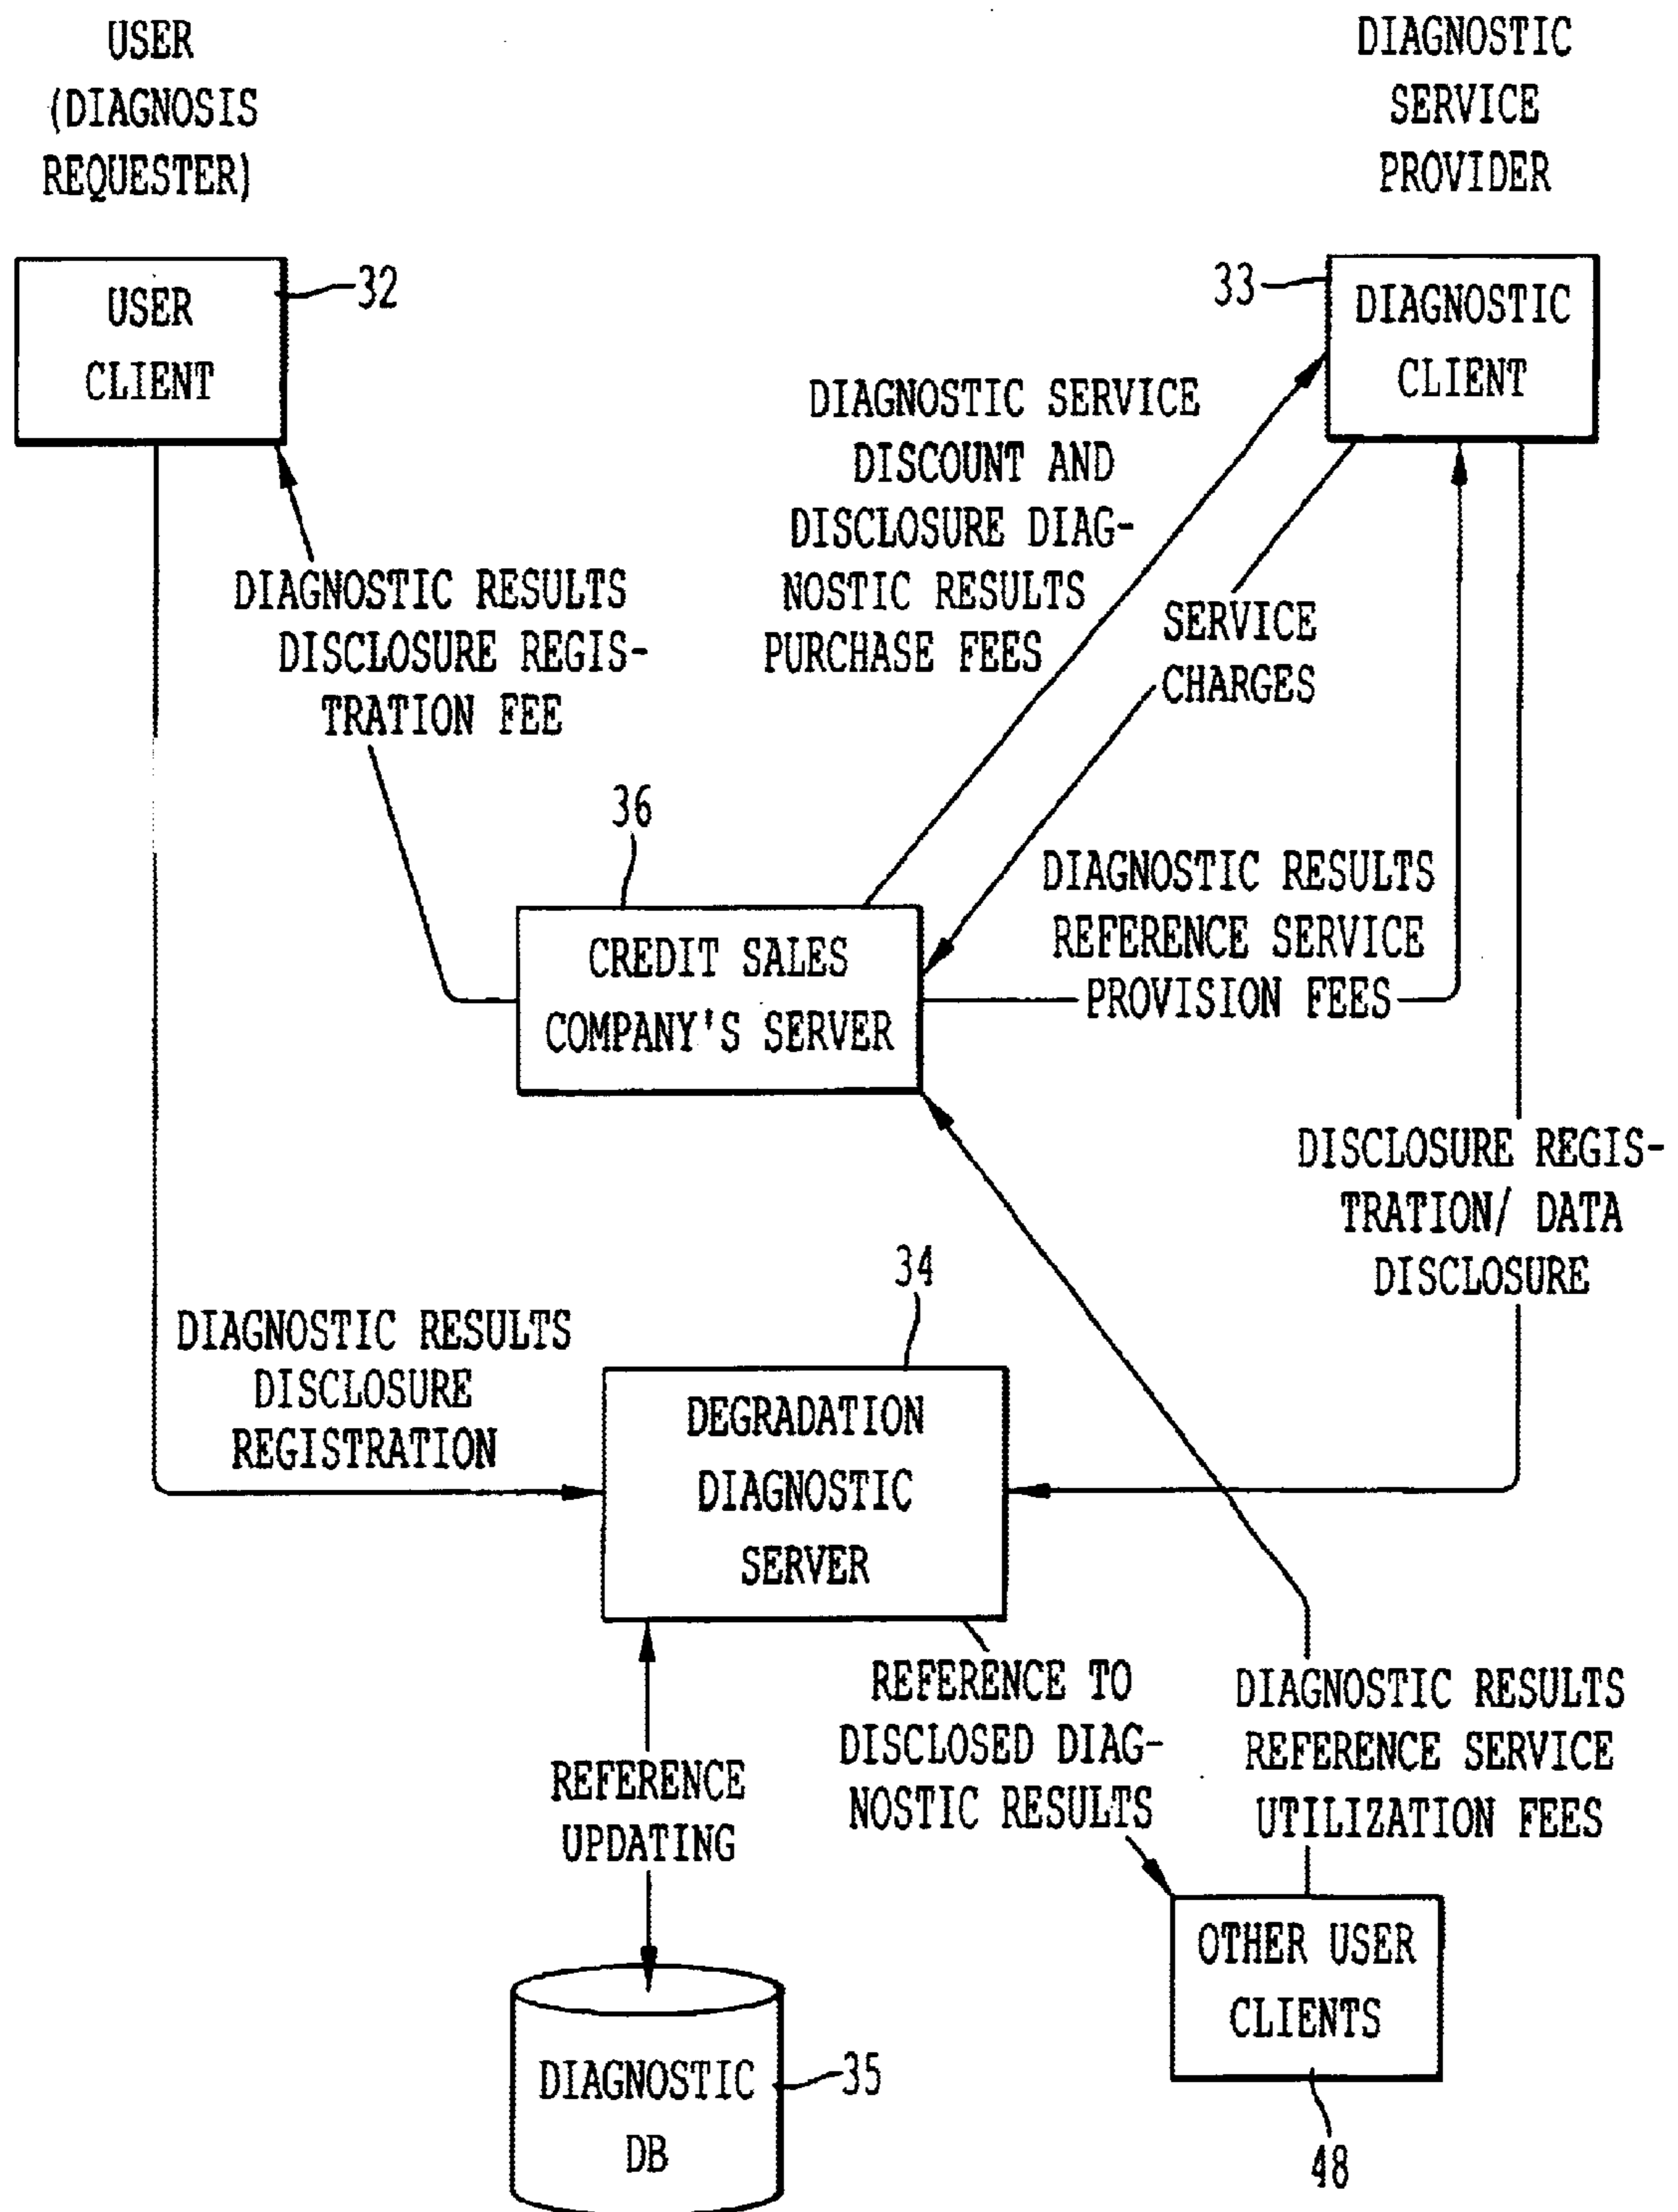 USER
(DIAGNOSIS
REQUESTER)
DIAGNOSTIC
SERVICE
PROVIDER
USER
CLIENT
32
33
DIAGNOSTIC
CLIENT
DIAGNOSTIC SERVICE
DISCOUNT AND
DISCLOSURE DIAG-
NOSTIC RESULTS
PURCHASE FEES
DIAGNOSTIC RESULTS
DISCLOSURE REGIS-
TRATION FEE
SERVICE
CHARGES
36
CREDIT SALES
COMPANY'S SERVER
DIAGNOSTIC RESULTS
REFERENCE SERVICE
PROVISION FEES
DISCLOSURE REGIS-
TRATION/ DATA
DISCLOSURE
DIAGNOSTIC RESULTS
DISCLOSURE
REGISTRATION
34
DEGRADATION
DIAGNOSTIC
SERVER
REFERENCE TO
DISCLOSED DIAG-
NOSTIC RESULTS
DIAGNOSTIC RESULTS
REFERENCE SERVICE
UTILIZATION FEES
REFERENCE
UPDATING
OTHER USER
CLIENTS
48
DIAGNOSTIC
DB
35